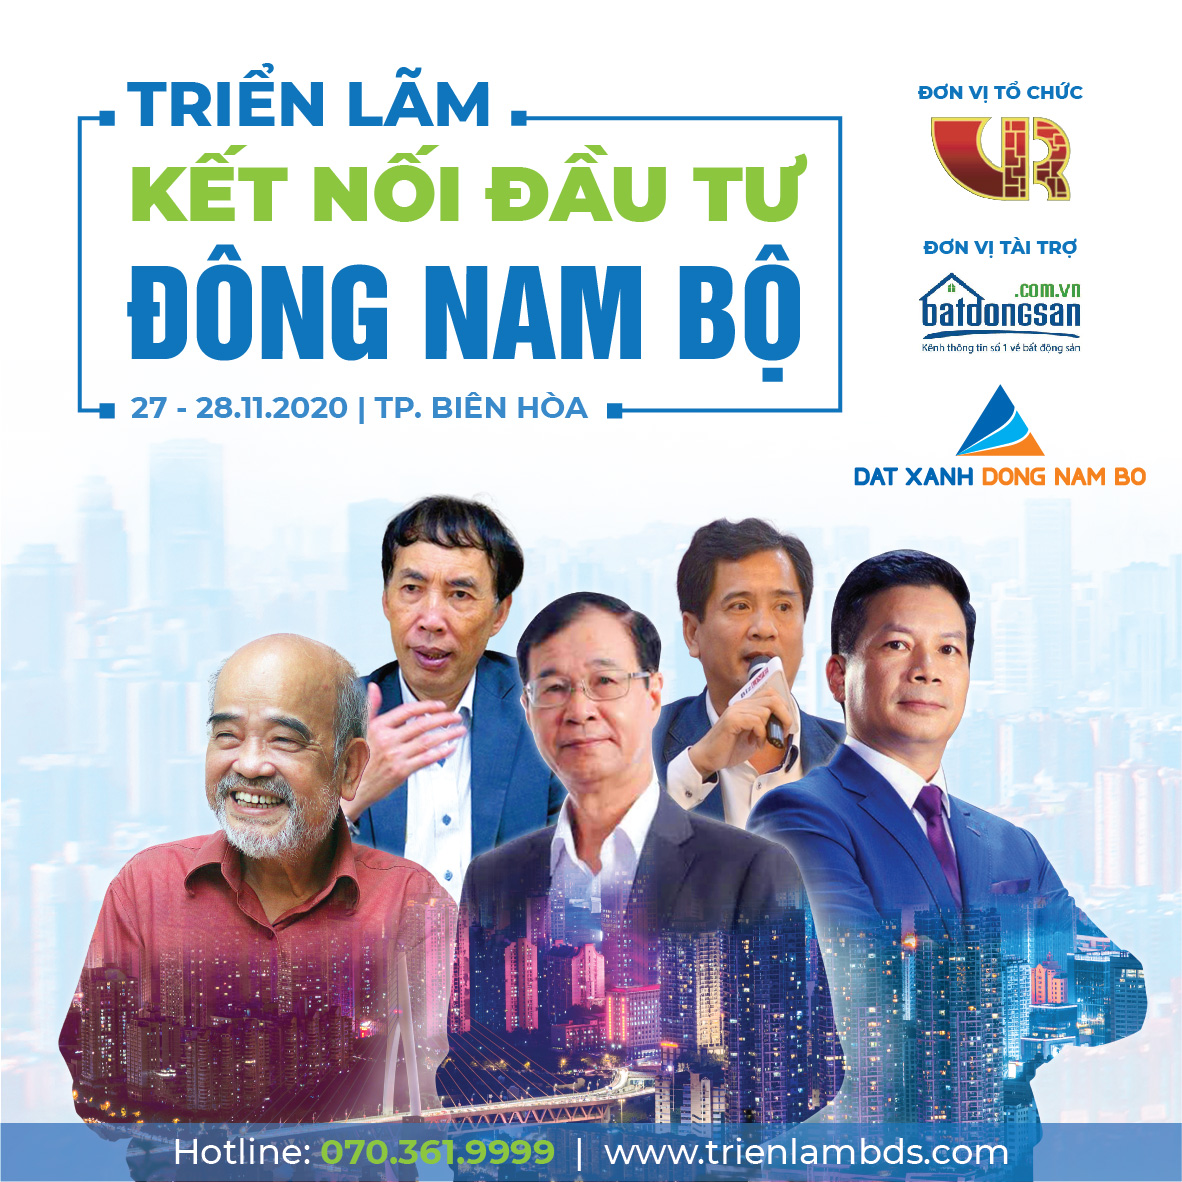 TRIỂN LÃM
KẾT NỐI ĐẦU TƯ
ĐÔNG NAM BỘ
27 - 28.11.2020 | TP. BIÊN HÒA
ĐƠN VỊ TỔ CHỨC
ĐƠN VỊ TÀI TRỢ
.com.vn
batdongsan
Kênh thông tin số 1 về bất động sản
DAT XANH DONG NAM BO
Hotline: 070.361.9999 | www.trienlambds.com